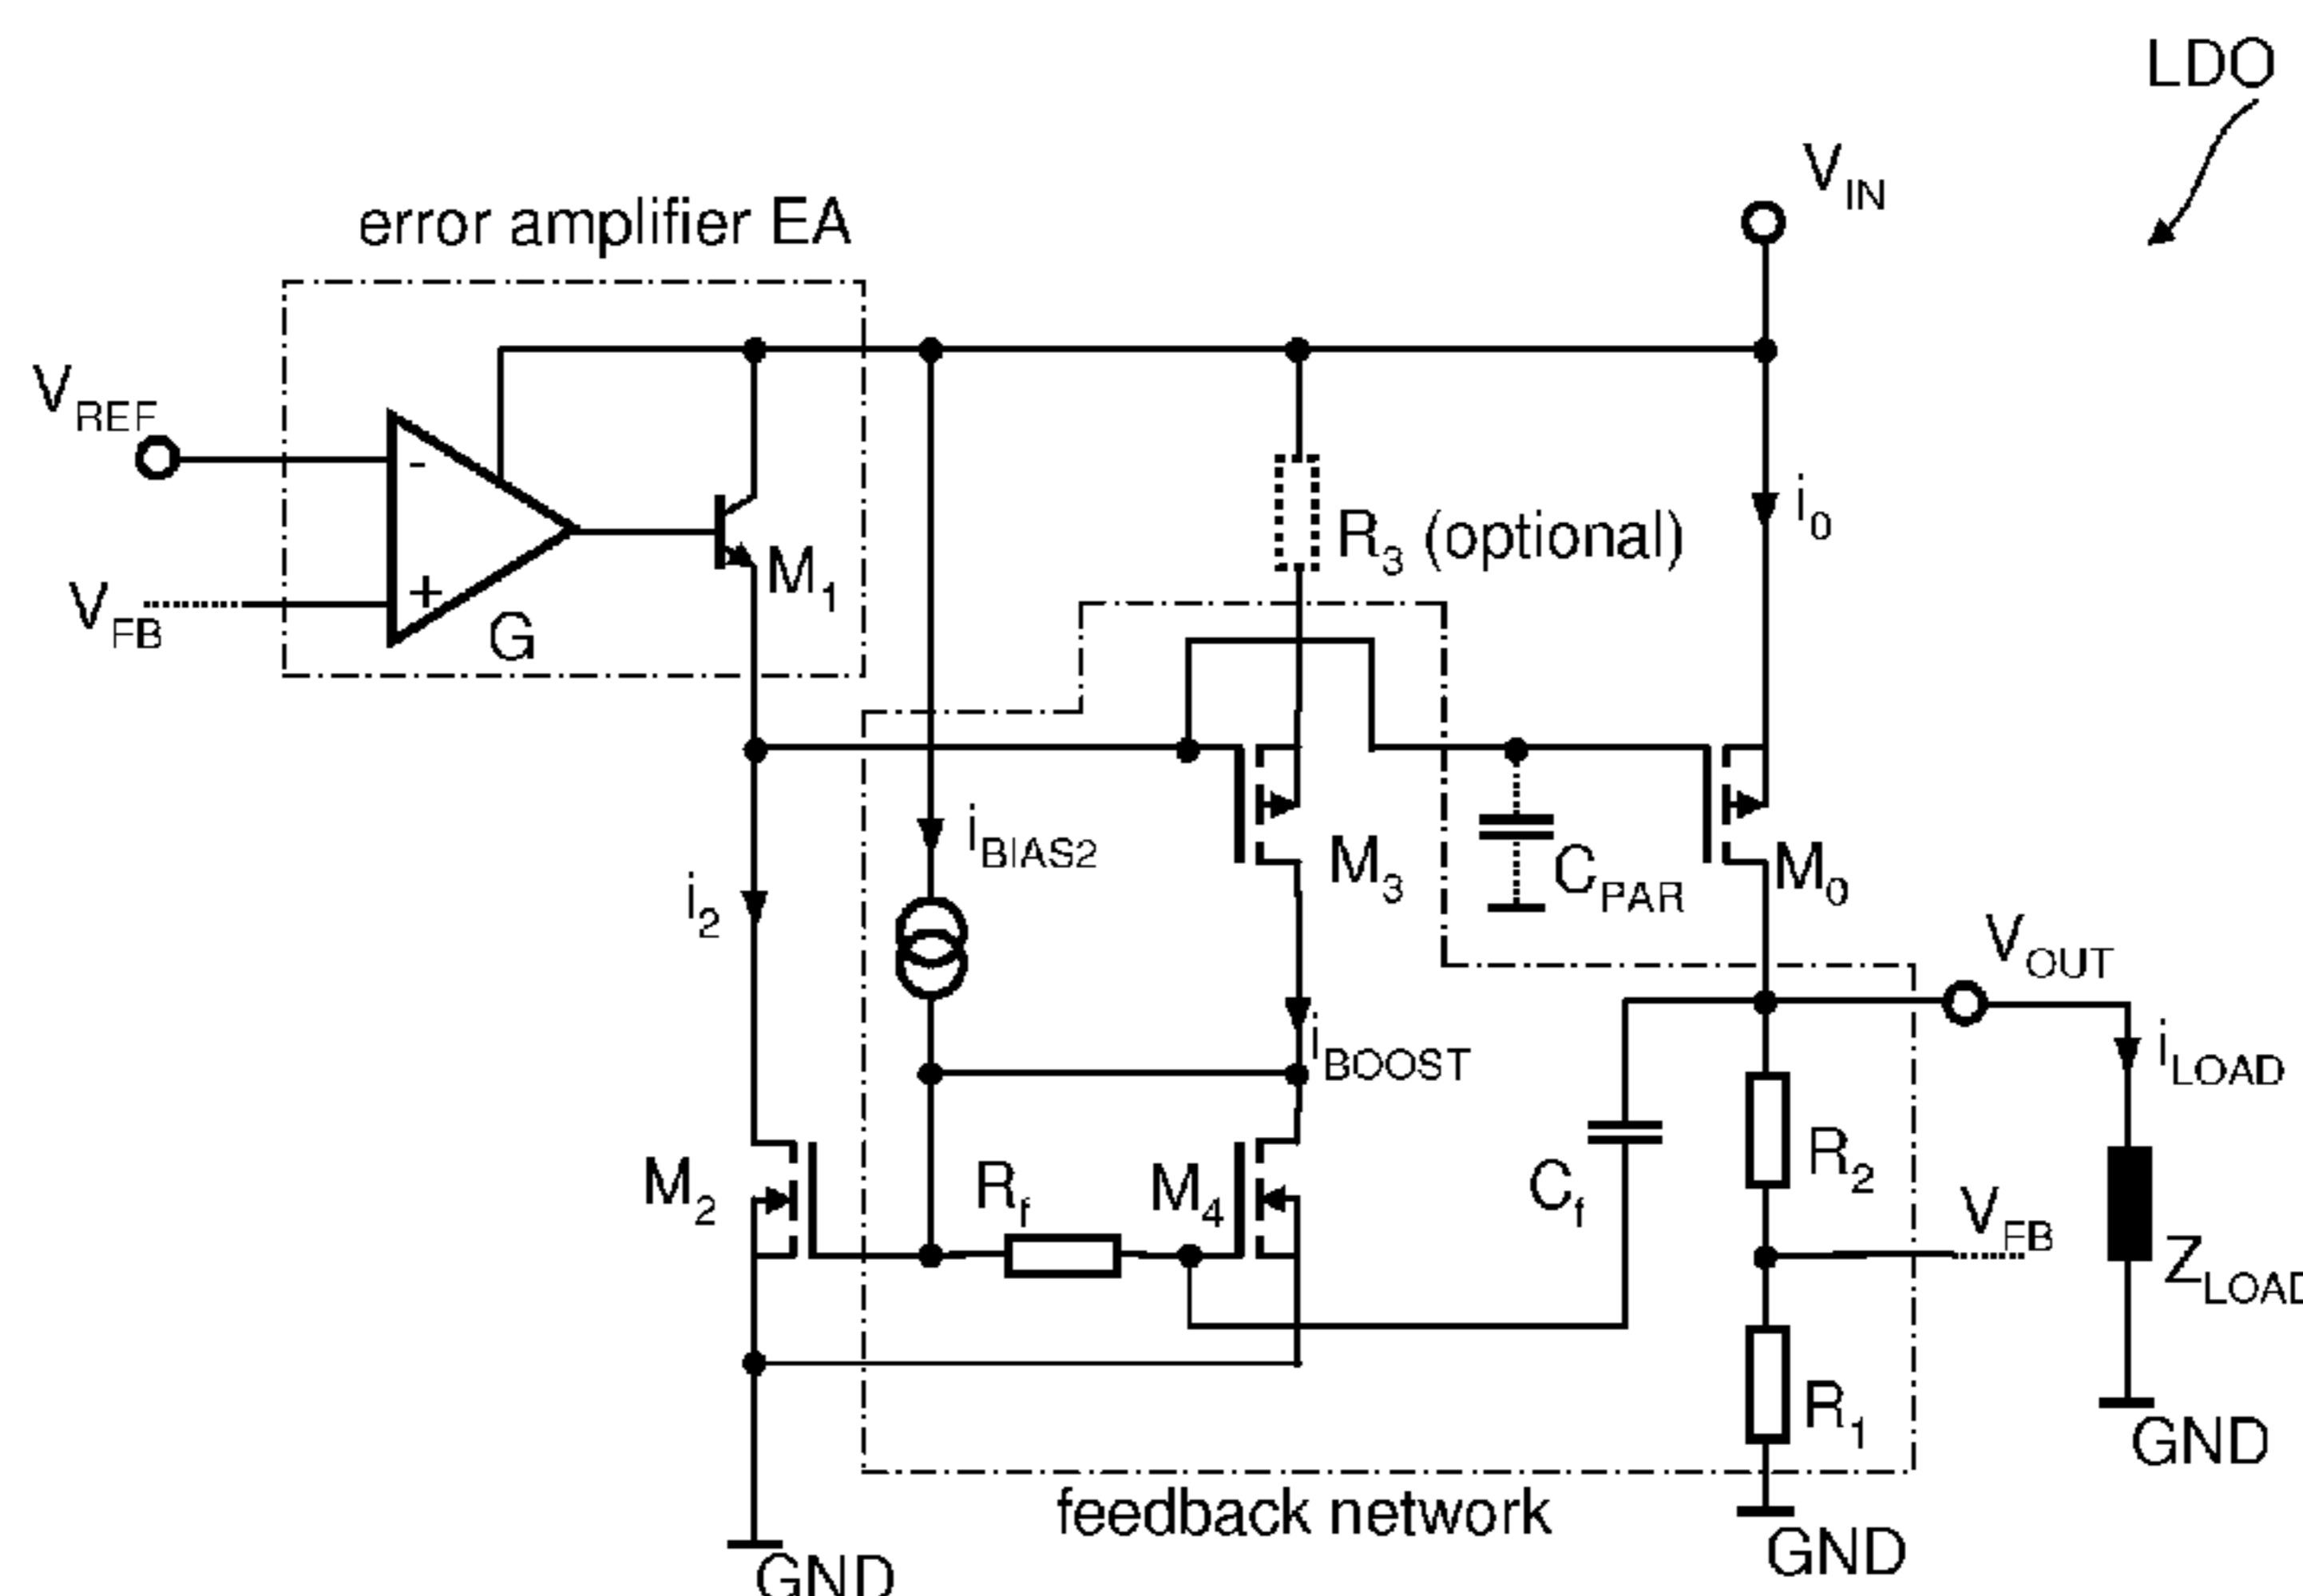 LDO
V_IN
error amplifier EA
V_REF
-
i_0
R_3 (optional)
M_1
+
V_FB
G
i_BIAS2
M_3
C_PAR
M_0
i_2
V_OUT
i_BOOST
i_LOAD
M_2
R_f
M_4
C_f
R_2
V_FB
Z_LOAD
R_1
GND
feedback network
GND
GND